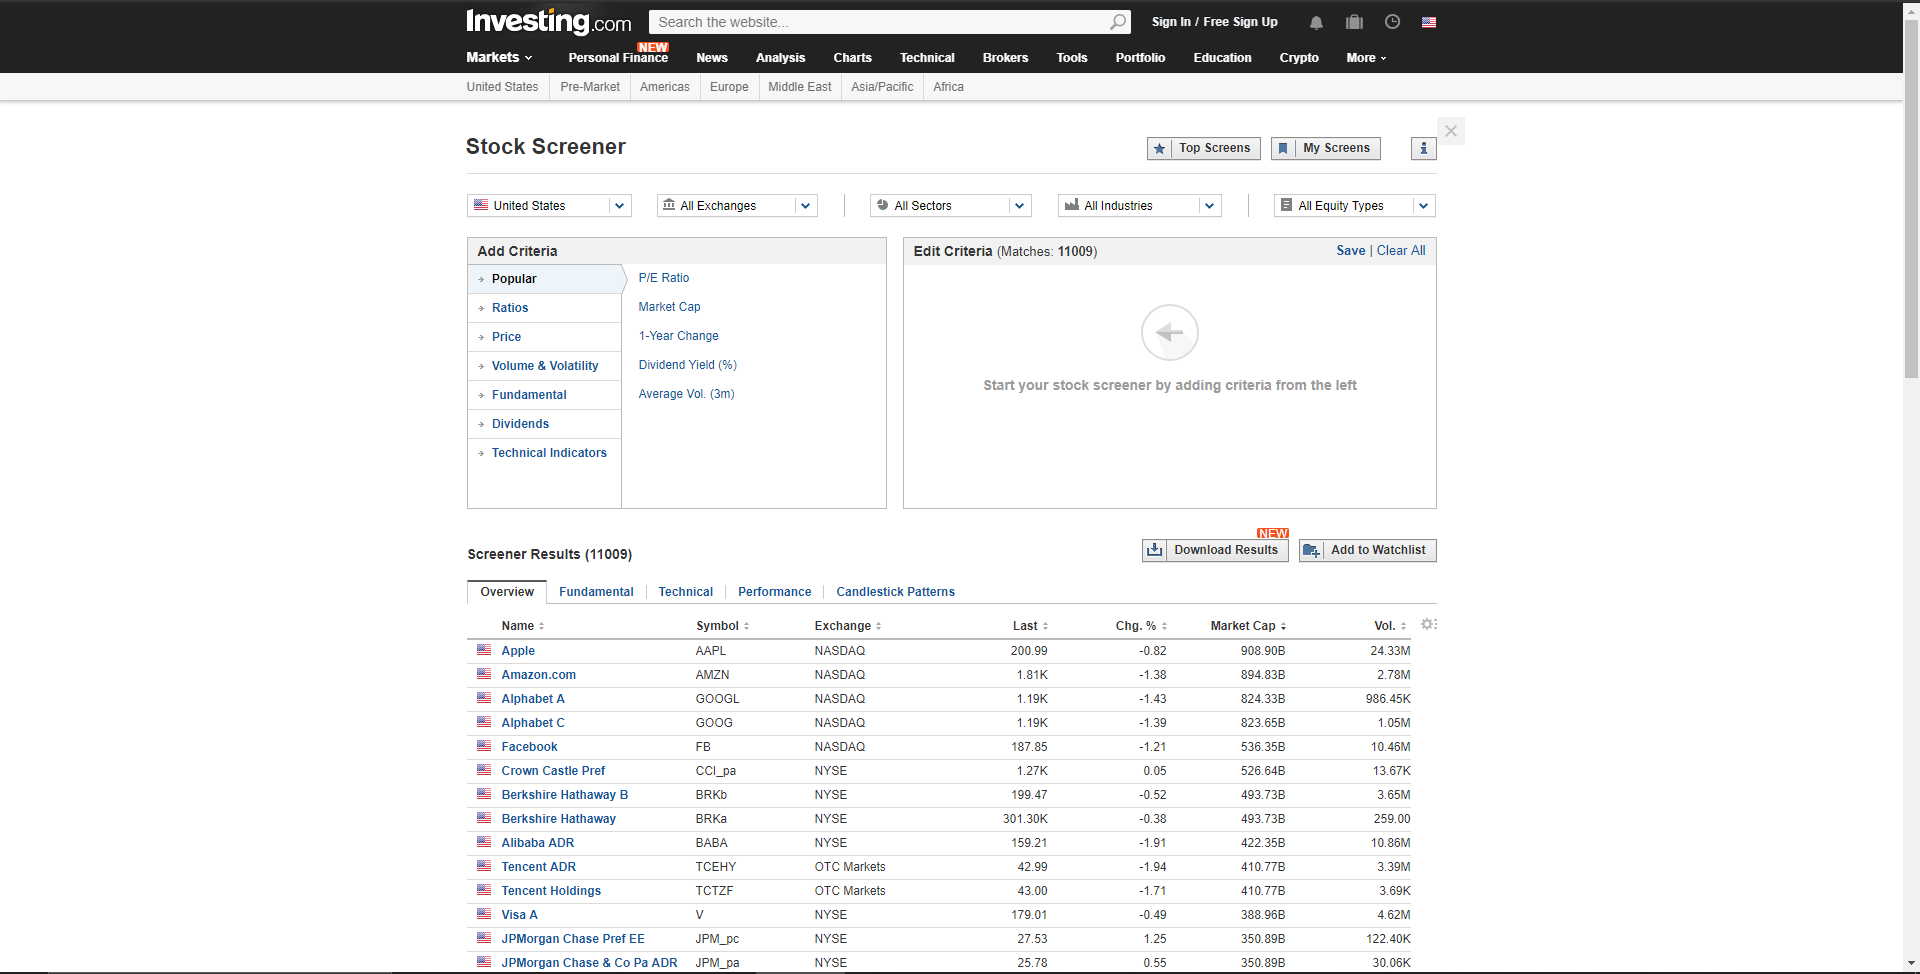 Investing.com
Search the website...
Sign In / Free Sign Up
Markets
Personal Finance
NEW
News
Analysis
Charts
Technical
Brokers
Tools
Portfolio
Education
Crypto
More
United States
Pre-Market
Americas
Europe
Middle East
Asia/Pacific
Africa
Stock Screener
Top Screens
My Screens
i
United States
All Exchanges
All Sectors
All Industries
All Equity Types
Add Criteria
Popular
Ratios
Price
Volume & Volatility
Fundamental
Dividends
Technical Indicators
P/E Ratio
Market Cap
1-Year Change
Dividend Yield (%)
Average Vol. (3m)
Edit Criteria (Matches: 11009)
Save | Clear All
Start your stock screener by adding criteria from the left
Screener Results (11009)
NEW
Download Results
Add to Watchlist
Overview
Fundamental
Technical
Performance
Candlestick Patterns
Name Symbol Exchange Last Chg. % Market Cap Vol.
Apple AAPL NASDAQ 200.99 -0.82 908.90B 24.33M
Amazon.com AMZN NASDAQ 1.81K -1.38 894.83B 2.78M
Alphabet A GOOGL NASDAQ 1.19K -1.43 824.33B 986.45K
Alphabet C GOOG NASDAQ 1.19K -1.39 823.65B 1.05M
Facebook FB NASDAQ 187.85 -1.21 536.35B 10.46M
Crown Castle Pref CCI_pa NYSE 1.27K 0.05 526.64B 13.67K
Berkshire Hathaway B BRKb NYSE 199.47 -0.52 493.73B 3.65M
Berkshire Hathaway BRKa NYSE 301.30K -0.38 493.73B 259.00
Alibaba ADR BABA NYSE 159.21 -1.91 422.35B 10.86M
Tencent ADR TCEHY OTC Markets 42.99 -1.94 410.77B 3.39M
Tencent Holdings TCTZF OTC Markets 43.00 -1.71 410.77B 3.69K
Visa A V NYSE 179.01 -0.49 388.96B 4.62M
JPMorgan Chase Pref EE JPM_pc NYSE 27.53 1.25 350.89B 122.40K
JPMorgan Chase & Co Pa ADR JPM_pa NYSE 25.78 0.55 350.89B 30.06K